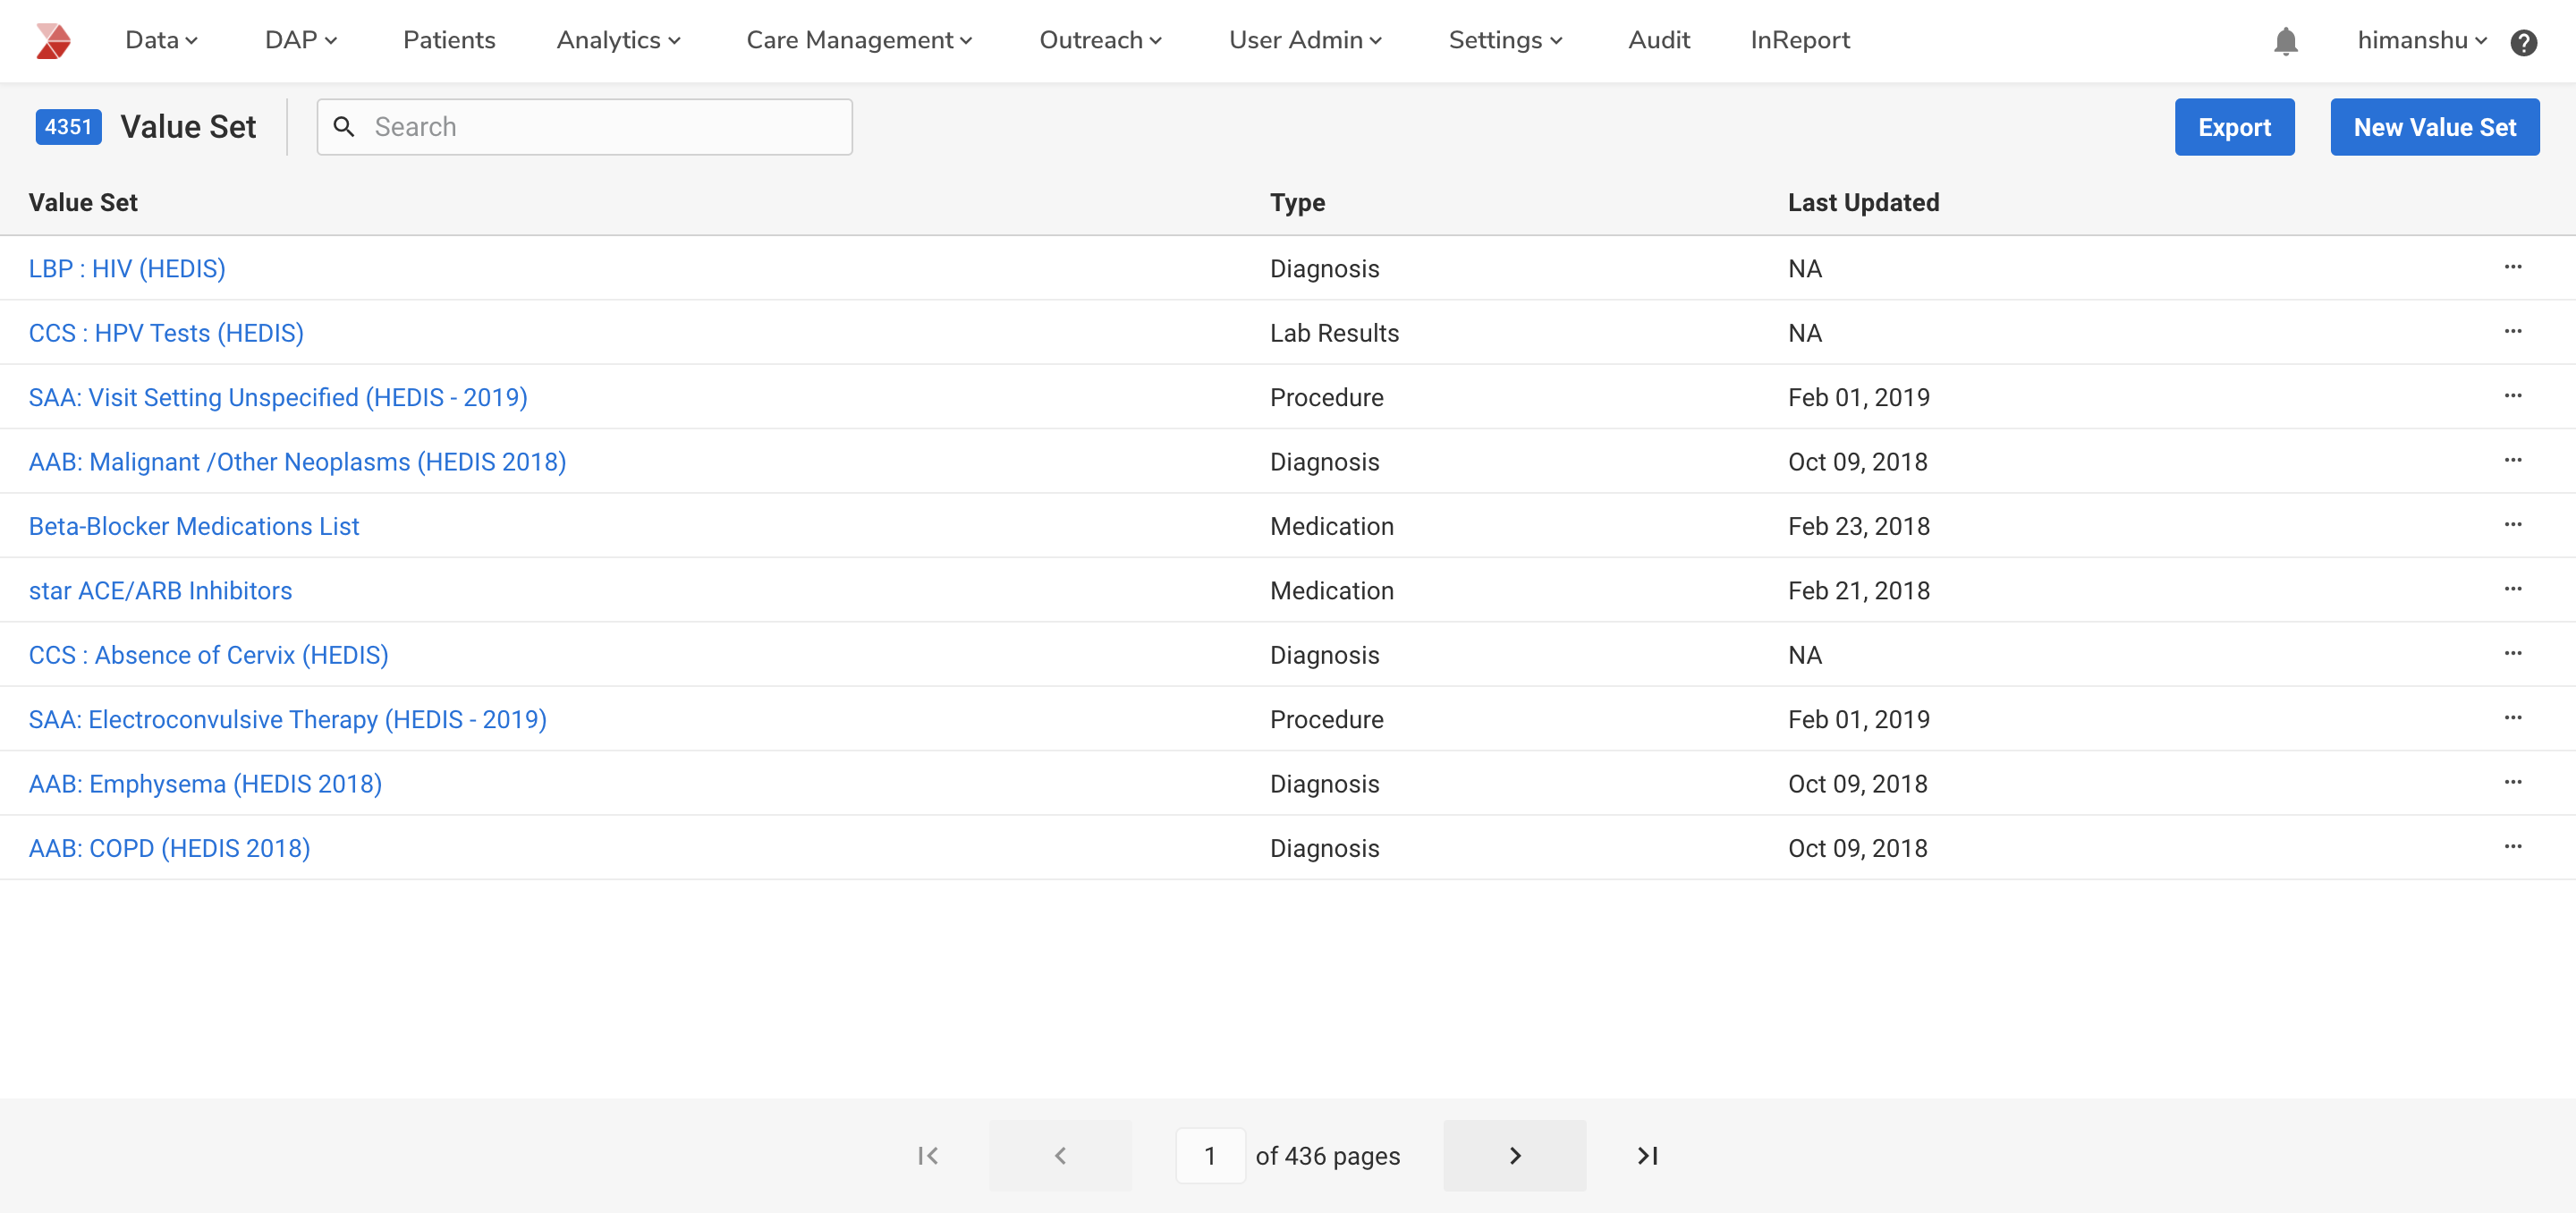 Data DAP Patients Analytics Care Management Outreach User Admin Settings Audit InReport himanshu ?
4351 Value Set Search Export New Value Set
Value Set Type Last Updated
LBP : HIV (HEDIS) Diagnosis NA ...
CCS : HPV Tests (HEDIS) Lab Results NA ...
SAA: Visit Setting Unspecified (HEDIS - 2019) Procedure Feb 01, 2019 ...
AAB: Malignant /Other Neoplasms (HEDIS 2018) Diagnosis Oct 09, 2018 ...
Beta-Blocker Medications List Medication Feb 23, 2018 ...
star ACE/ARB Inhibitors Medication Feb 21, 2018 ...
CCS : Absence of Cervix (HEDIS) Diagnosis NA ...
SAA: Electroconvulsive Therapy (HEDIS - 2019) Procedure Feb 01, 2019 ...
AAB: Emphysema (HEDIS 2018) Diagnosis Oct 09, 2018 ...
AAB: COPD (HEDIS 2018) Diagnosis Oct 09, 2018 ...
1 of 436 pages